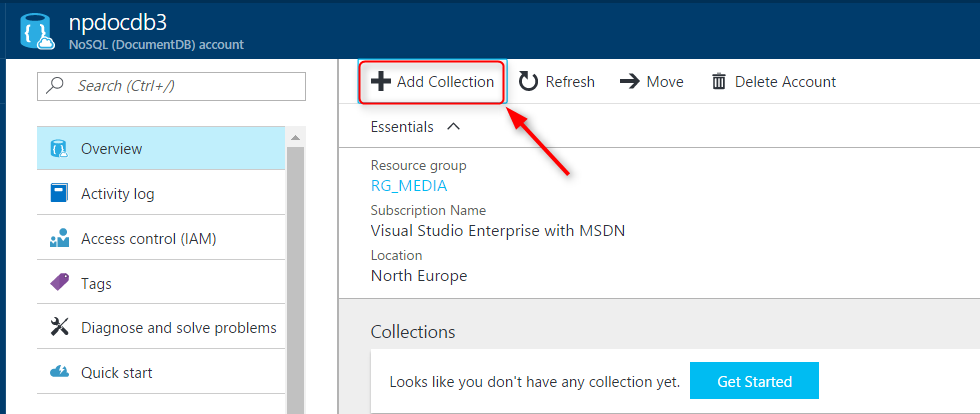 npdocdb3
NoSQL (DocumentDB) account
Search (Ctrl+/)
Overview
Activity log
Access control (IAM)
Tags
Diagnose and solve problems
Quick start
Add Collection Refresh Move Delete Account
Essentials
Resource group
RG_MEDIA
Subscription Name
Visual Studio Enterprise with MSDN
Location
North Europe
Collections
Looks like you don't have any collection yet. Get Started